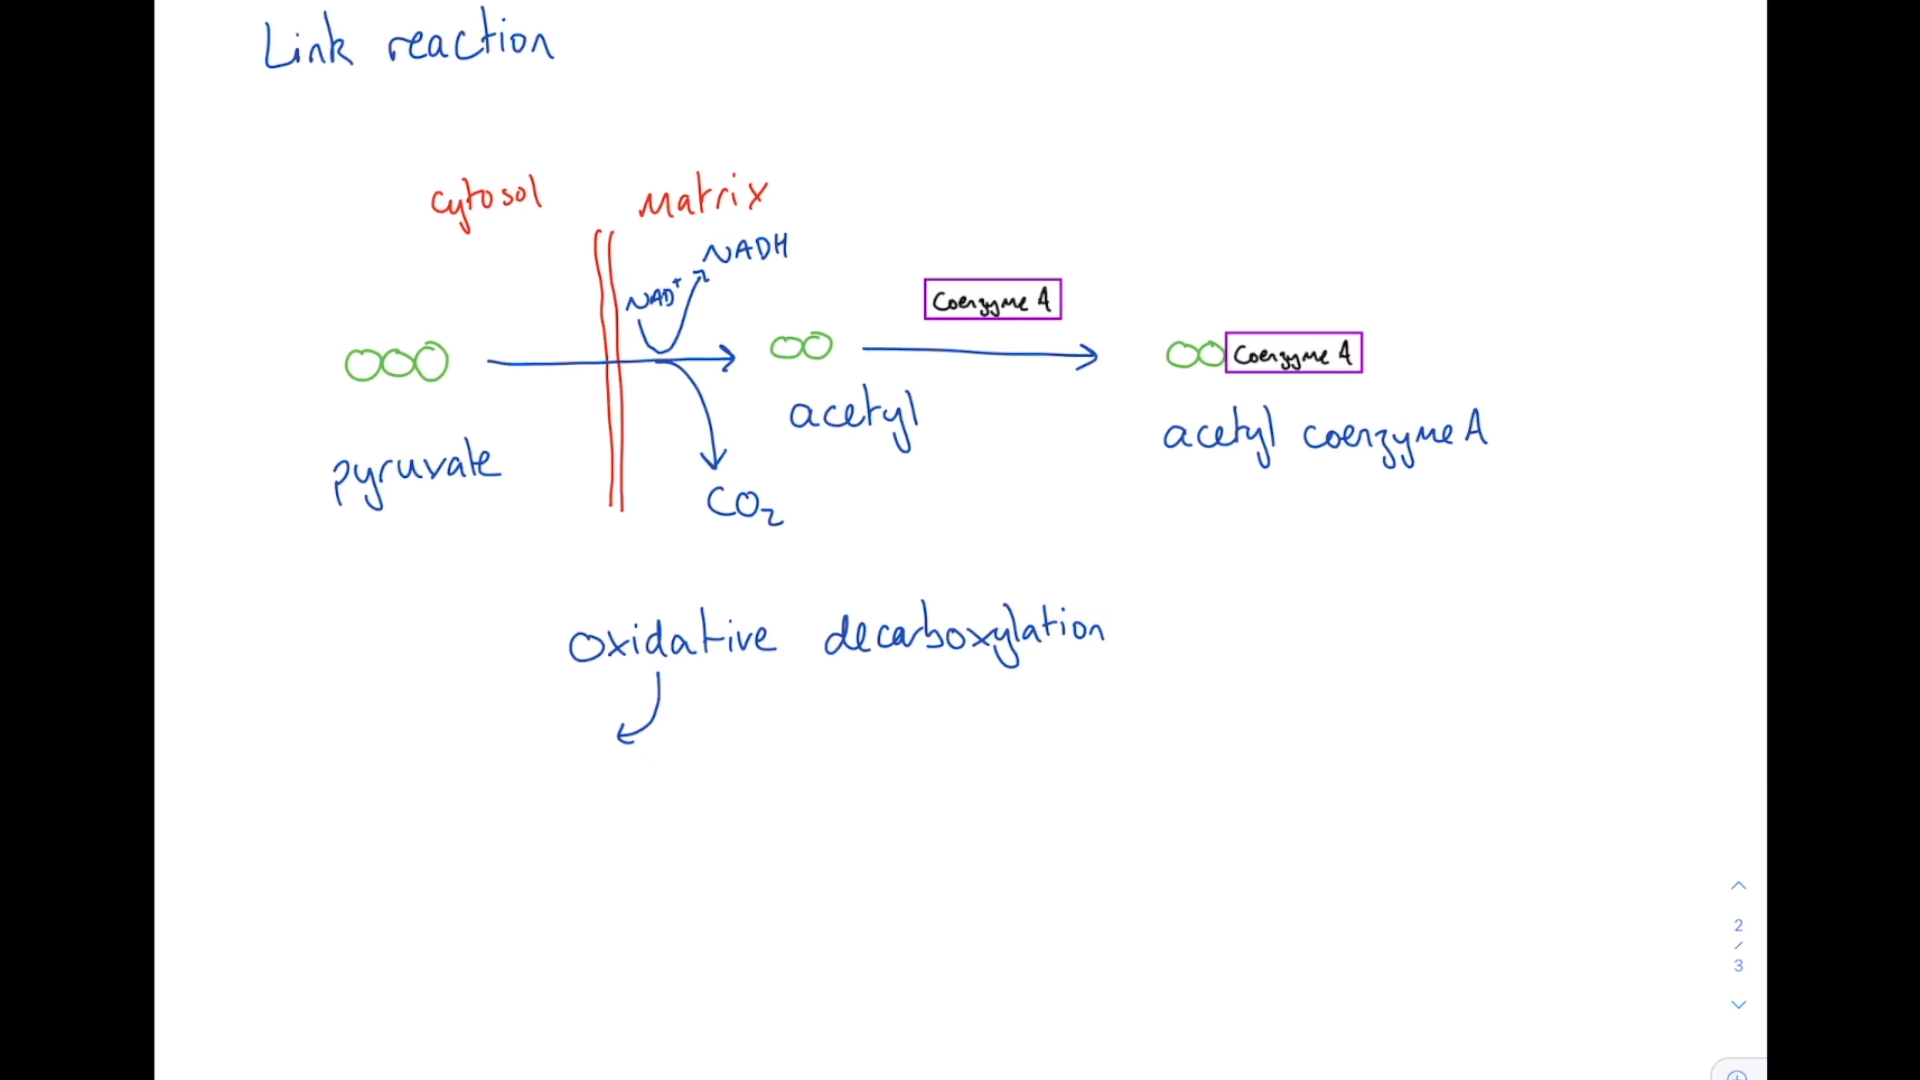 Link reaction
cytosol
Matrix
NADH
NAD+
Coenzyme A
Coenzyme A
acetyl
acetyl coenzyme A
pyruvate
CO2
oxidative decarboxylation
2
/
3